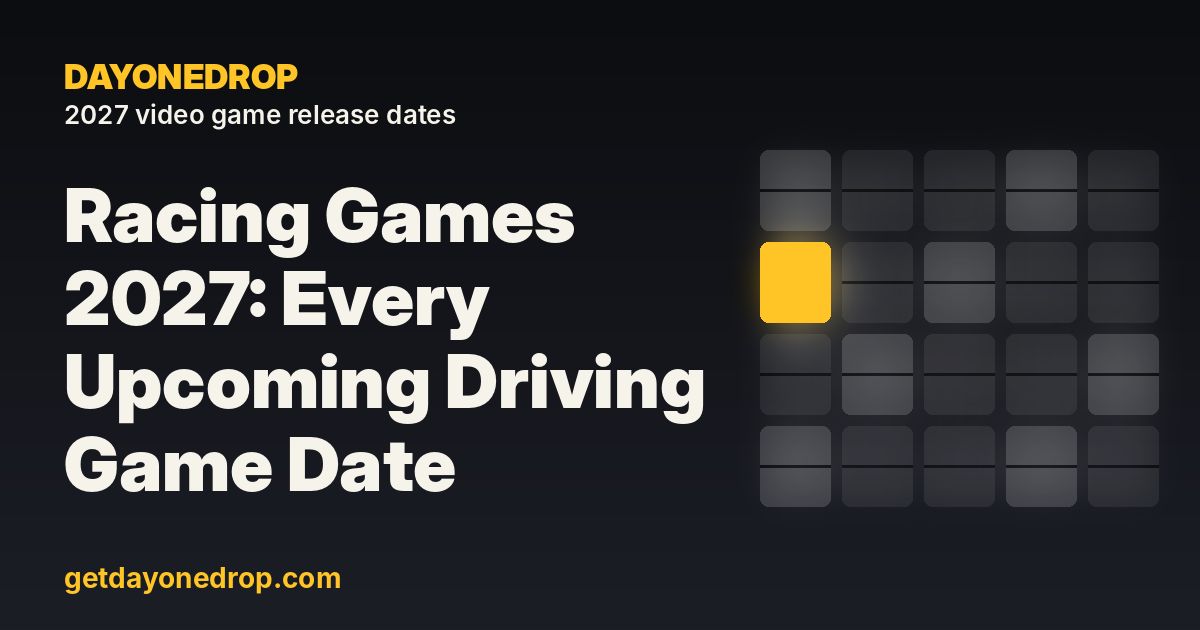 DAYONEDROP
2027 video game release dates
Racing Games
2027: Every
Upcoming Driving
Game Date
getdayonedrop.com